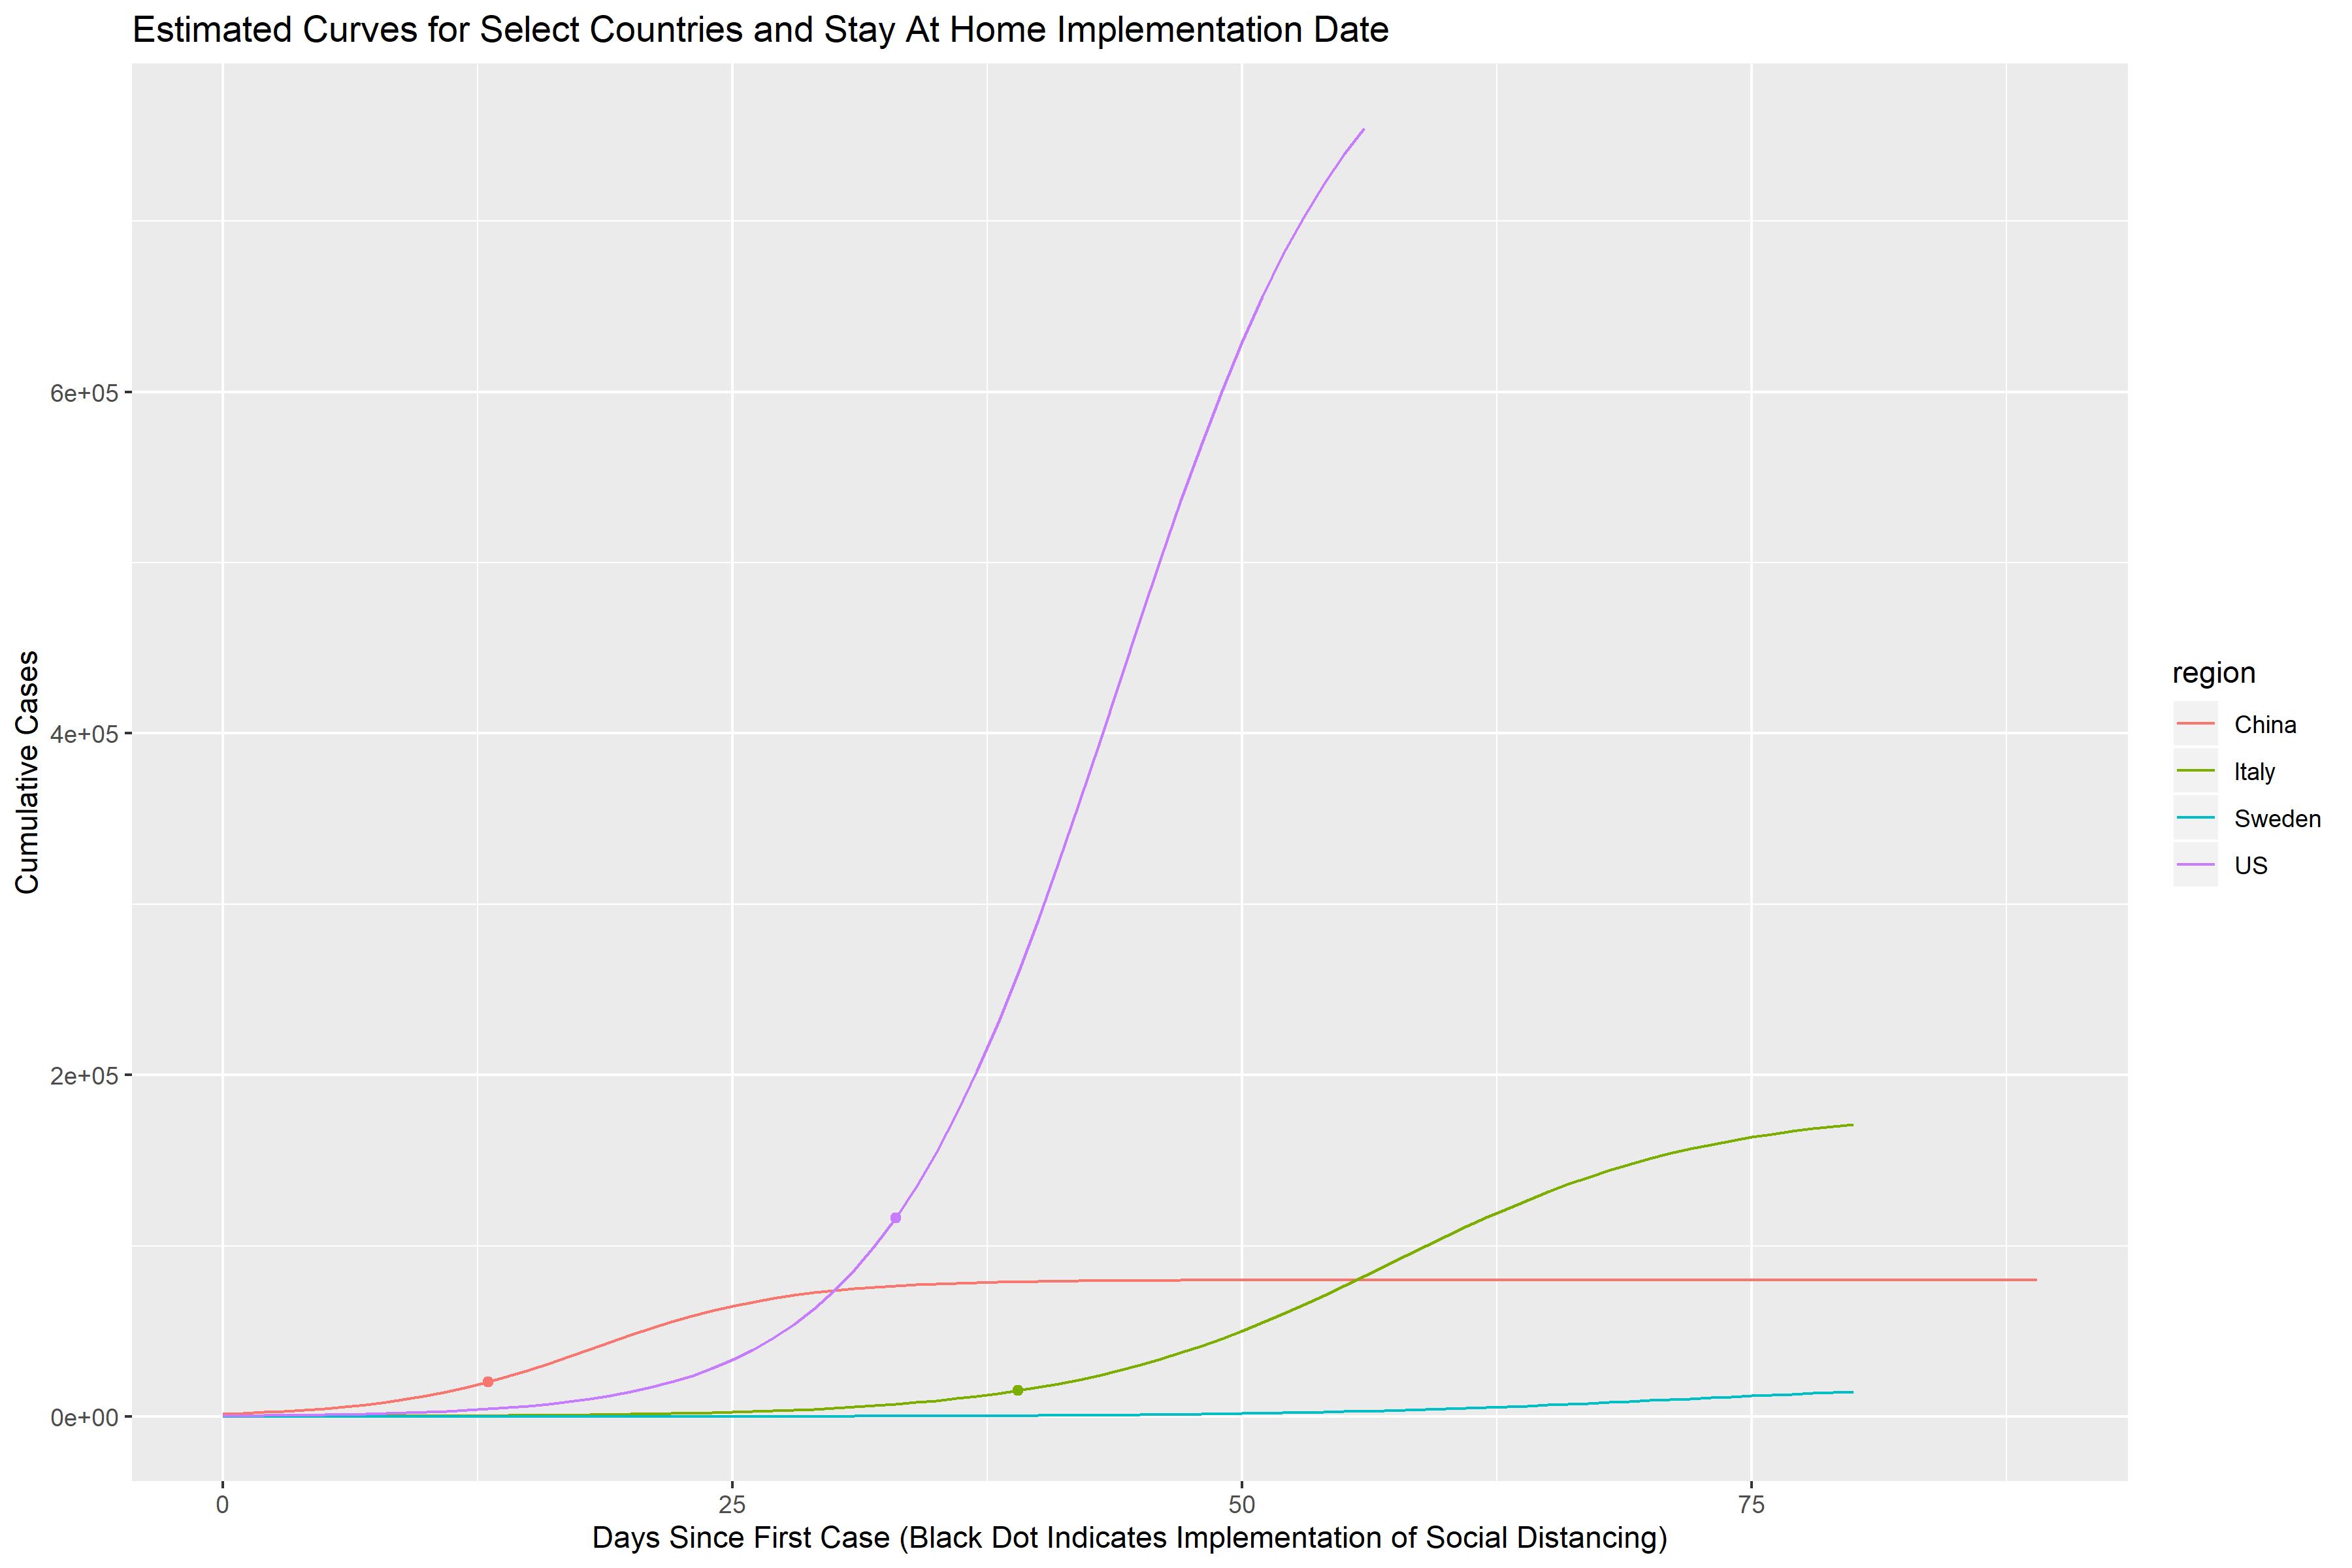 Estimated Curves for Select Countries and Stay At Home Implementation Date
Cumulative Cases
6e+05
4e+05
2e+05
0e+00
0
25
50
75
Days Since First Case (Black Dot Indicates Implementation of Social Distancing)
region
China
Italy
Sweden
US